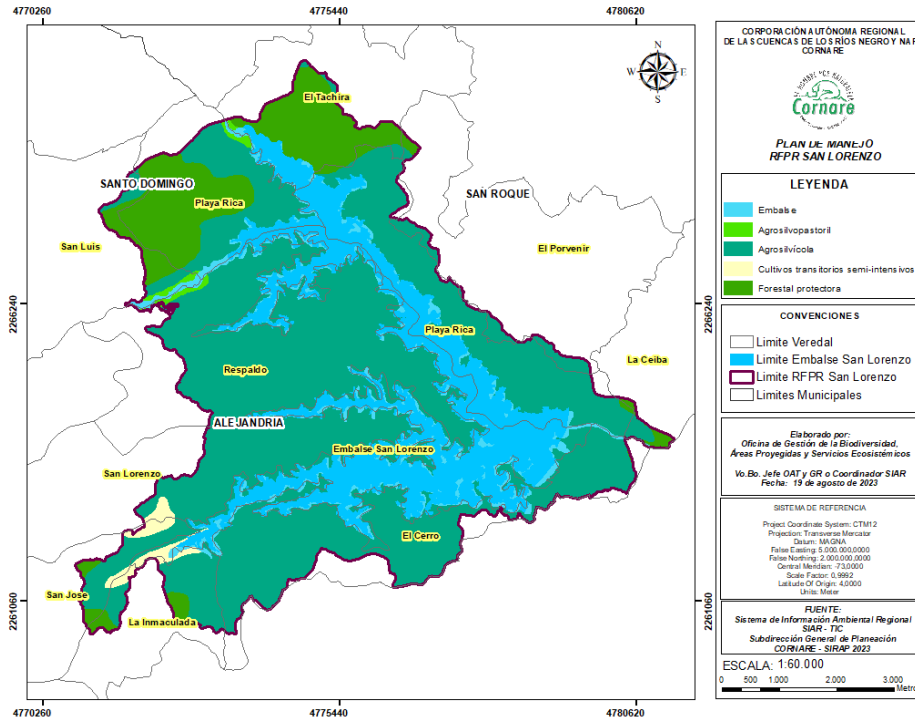 4770260
4775440
4780620
N
W
E
S
El Tachira
SANTO DOMINGO
Playa Rica
SAN ROQUE
San Luis
El Porvenir
2266240
2266240
Playa Rica
La Ceiba
Respaldo
ALEJANDRIA
Embalse San Lorenzo
San Lorenzo
El Cerro
San Jose
La Inmaculada
2261060
2261060
4770260
4775440
4780620
CORPORACIÓN AUTÓNOMA REGIONAL
DE LAS CUENCAS DE LOS RÍOS NEGRO Y NAR
CORNARE
Cornare
PLAN DE MANEJO
RFPR SAN LORENZO
LEYENDA
Embalse
Agrosilvopastoril
Agrosilvícola
Cultivos transitorios semi-intensivos
Forestal protectora
CONVENCIONES
Limite Veredal
Limite Embalse San Lorenzo
Limite RFPR San Lorenzo
Limites Municipales
Elaborado por:
Oficina de Gestión de la Biodiversidad,
Áreas Proyegidas y Servicios Ecosistémicos
Vo.Bo. Jefe OAT y GR o Coordinador SIAR
Fecha: 19 de agosto de 2023
SISTEMA DE REFERENCIA
Project Coordinate System: CTM12
Projection: Transverse Mercator
Datum: MAGNA
False Easting: 5.000.000,0000
False Northing: 2.000.000,0000
Central Meridian: -73,0000
Scale Factor: 0,9992
Latitude Of Origin: 4,0000
Units: Meter
FUENTE:
Sistema de Información Ambiental Regional
SIAR - TIC
Subdirección General de Planeación
CORNARE - SIRAP 2023
ESCALA: 1:60.000
0 500 1.000 2.000 3.000
Metro